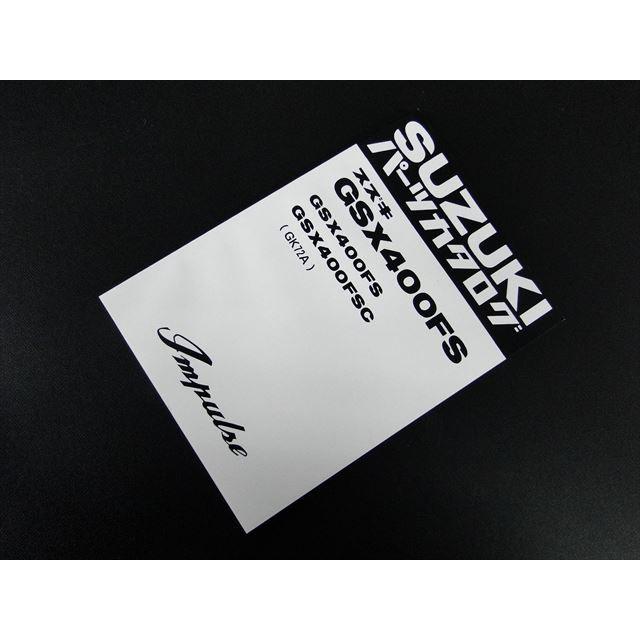 SUZUKI
パーツカタログ
スズキ
GSX400FS
GSX400FS
GSX400FSC
(GK72A)
Impulse